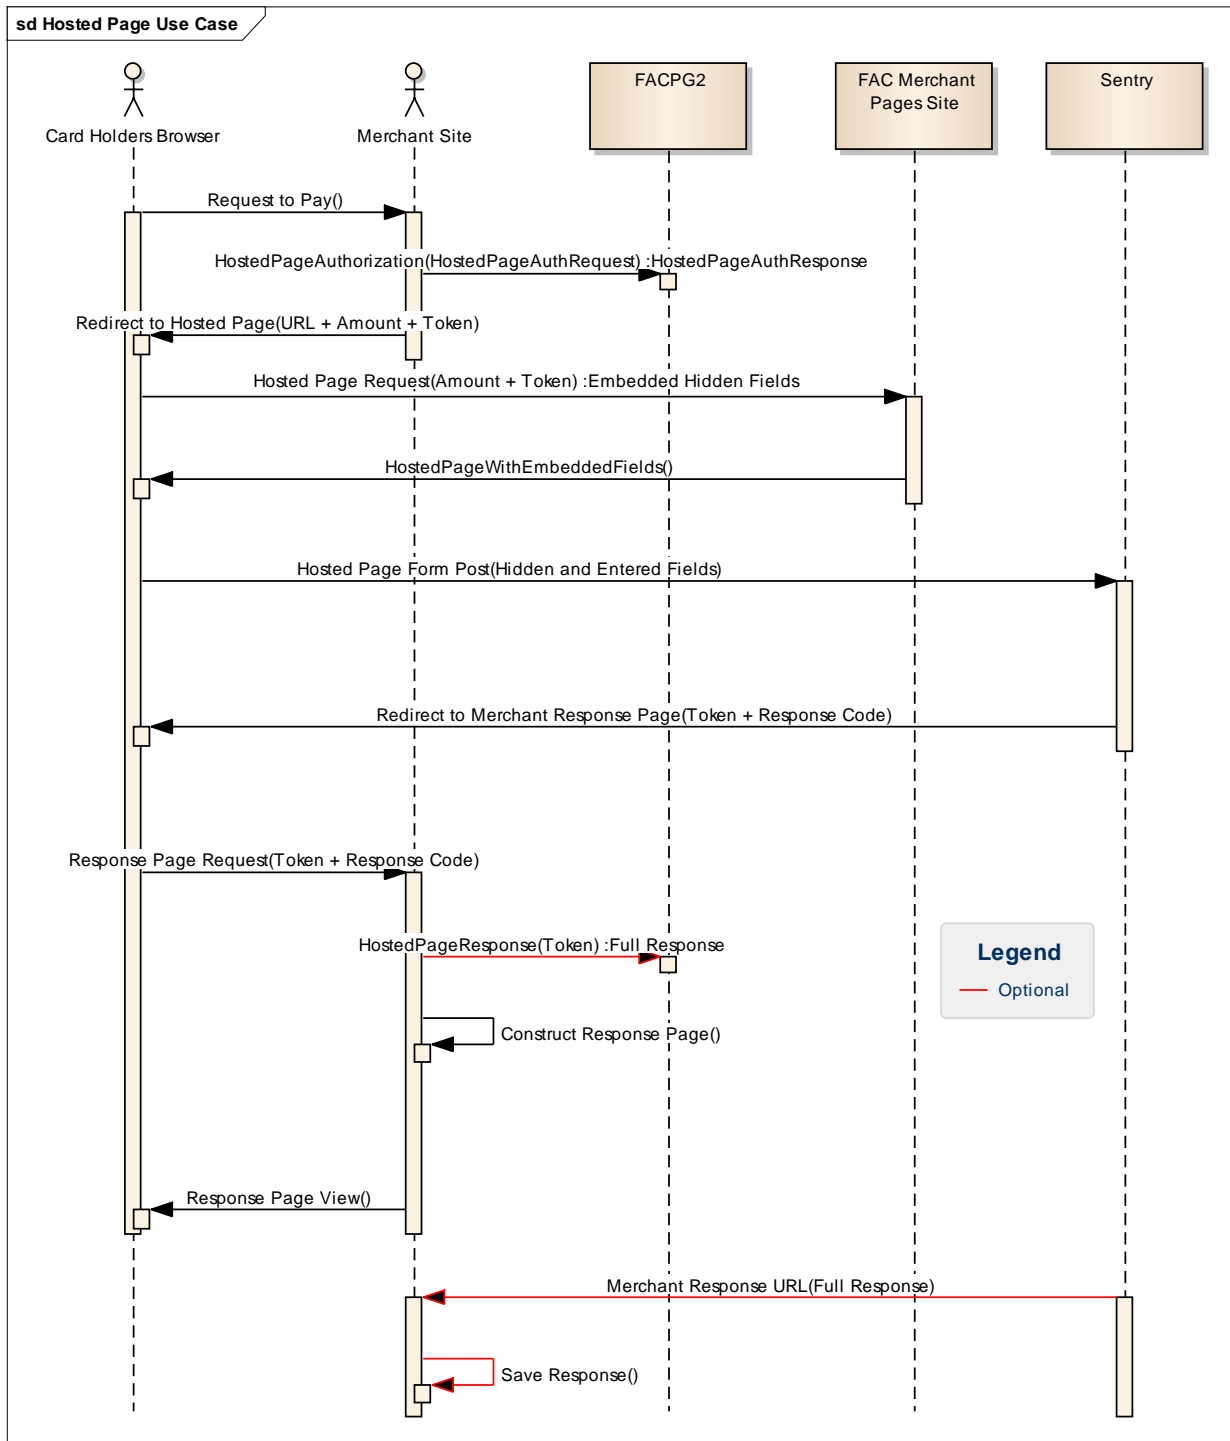 sd Hosted Page Use Case
Card Holders Browser
Merchant Site
FACPG2
FAC Merchant
Pages Site
Sentry
Request to Pay()
HostedPageAuthorization(HostedPageAuthRequest) :HostedPageAuthResponse
Redirect to Hosted Page(URL + Amount + Token)
Hosted Page Request(Amount + Token) :Embedded Hidden Fields
HostedPageWithEmbeddedFields()
Hosted Page Form Post(Hidden and Entered Fields)
Redirect to Merchant Response Page(Token + Response Code)
Response Page Request(Token + Response Code)
HostedPageResponse(Token) :Full Response
Legend
Optional
Construct Response Page()
Response Page View()
Merchant Response URL(Full Response)
Save Response()